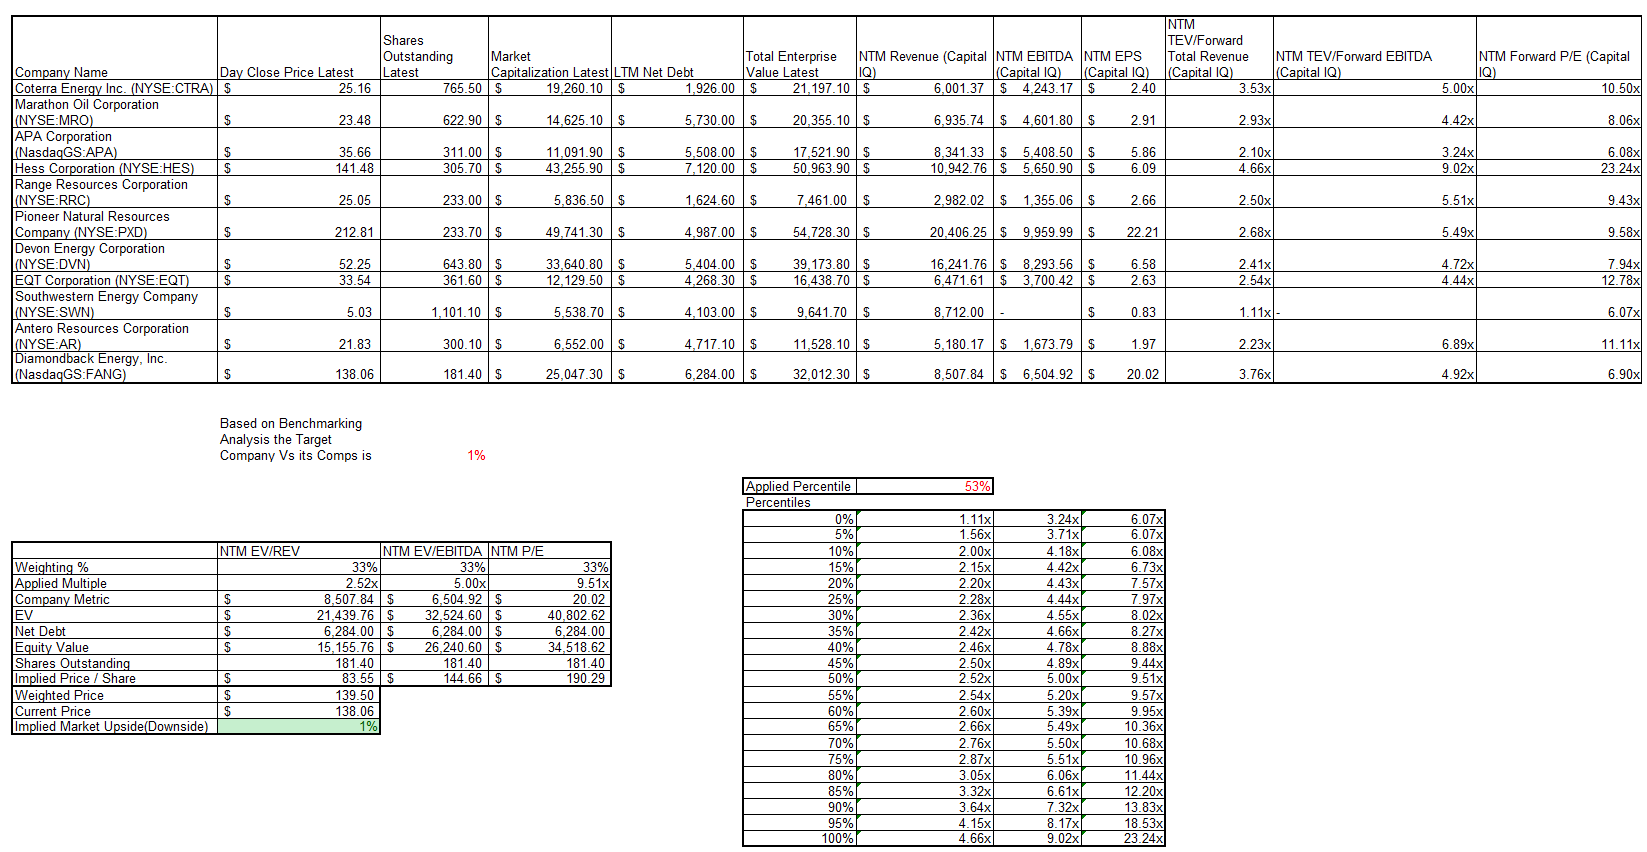 Company Name Day Close Price Latest Shares Outstanding Latest Market Capitalization Latest LTM Net Debt Total Enterprise Value Latest NTM Revenue (Capital IQ) NTM EBITDA (Capital IQ) NTM EPS (Capital IQ) NTM TEV/Forward Total Revenue (Capital IQ) NTM TEV/Forward EBITDA (Capital IQ) NTM Forward P/E (Capital IQ)
Coterra Energy Inc. (NYSE:CTRA) $ 25.16 765.50 $ 19,260.10 $ 1,926.00 $ 21,197.10 $ 6,001.37 $ 4,243.17 $ 2.40 3.53x 5.00x 10.50x
Marathon Oil Corporation (NYSE:MRO) $ 23.48 622.90 $ 14,625.10 $ 5,730.00 $ 20,355.10 $ 6,935.74 $ 4,601.80 $ 2.91 2.93x 4.42x 8.06x
APA Corporation (NasdaqGS:APA) $ 35.66 311.00 $ 11,091.90 $ 5,508.00 $ 17,521.90 $ 8,341.33 $ 5,408.50 $ 5.86 2.10x 3.24x 6.08x
Hess Corporation (NYSE:HES) $ 141.48 305.70 $ 43,255.90 $ 7,120.00 $ 50,963.90 $ 10,942.76 $ 5,650.90 $ 6.09 4.66x 9.02x 23.24x
Range Resources Corporation (NYSE:RRC) $ 25.05 233.00 $ 5,836.50 $ 1,624.60 $ 7,461.00 $ 2,982.02 $ 1,355.06 $ 2.66 2.50x 5.51x 9.43x
Pioneer Natural Resources Company (NYSE:PXD) $ 212.81 233.70 $ 49,741.30 $ 4,987.00 $ 54,728.30 $ 20,406.25 $ 9,959.99 $ 22.21 2.68x 5.49x 9.58x
Devon Energy Corporation (NYSE:DVN) $ 52.25 643.80 $ 33,640.80 $ 5,404.00 $ 39,173.80 $ 16,241.76 $ 8,293.56 $ 6.58 2.41x 4.72x 7.94x
EQT Corporation (NYSE:EQT) $ 33.54 361.60 $ 12,129.50 $ 4,268.30 $ 16,438.70 $ 6,471.61 $ 3,700.42 $ 2.63 2.54x 4.44x 12.78x
Southwestern Energy Company (NYSE:SWN) $ 5.03 1,101.10 $ 5,538.70 $ 4,103.00 $ 9,641.70 $ 8,712.00 - $ 0.83 1.11x - 6.07x
Antero Resources Corporation (NYSE:AR) $ 21.83 300.10 $ 6,552.00 $ 4,717.10 $ 11,528.10 $ 5,180.17 $ 1,673.79 $ 1.97 2.23x 6.89x 11.11x
Diamondback Energy, Inc. (NasdaqGS:FANG) $ 138.06 181.40 $ 25,047.30 $ 6,284.00 $ 32,012.30 $ 8,507.84 $ 6,504.92 $ 20.02 3.76x 4.92x 6.90x
Based on Benchmarking
Analysis the Target
Company Vs its Comps is 1%
NTM EV/REV NTM EV/EBITDA NTM P/E
Weighting % 33% 33% 33%
Applied Multiple 2.52x 5.00x 9.51x
Company Metric $ 8,507.84 $ 6,504.92 $ 20.02
EV $ 21,439.76 $ 32,524.60 $ 40,802.62
Net Debt $ 6,284.00 $ 6,284.00 $ 6,284.00
Equity Value $ 15,155.76 $ 26,240.60 $ 34,518.62
Shares Outstanding 181.40 181.40 181.40
Implied Price / Share $ 83.55 $ 144.66 $ 190.29
Weighted Price $ 139.50
Current Price $ 138.06
Implied Market Upside(Downside) 1%
Applied Percentile 53%
Percentiles
0% 1.11x 3.24x 6.07x
5% 1.56x 3.71x 6.07x
10% 2.00x 4.18x 6.08x
15% 2.15x 4.42x 6.73x
20% 2.20x 4.43x 7.57x
25% 2.28x 4.44x 7.97x
30% 2.36x 4.55x 8.02x
35% 2.42x 4.66x 8.27x
40% 2.46x 4.78x 8.88x
45% 2.50x 4.89x 9.44x
50% 2.52x 5.00x 9.51x
55% 2.54x 5.20x 9.57x
60% 2.60x 5.39x 9.95x
65% 2.66x 5.49x 10.36x
70% 2.76x 5.50x 10.68x
75% 2.87x 5.51x 10.96x
80% 3.05x 6.06x 11.44x
85% 3.32x 6.61x 12.20x
90% 3.64x 7.32x 13.83x
95% 4.15x 8.17x 18.53x
100% 4.66x 9.02x 23.24x